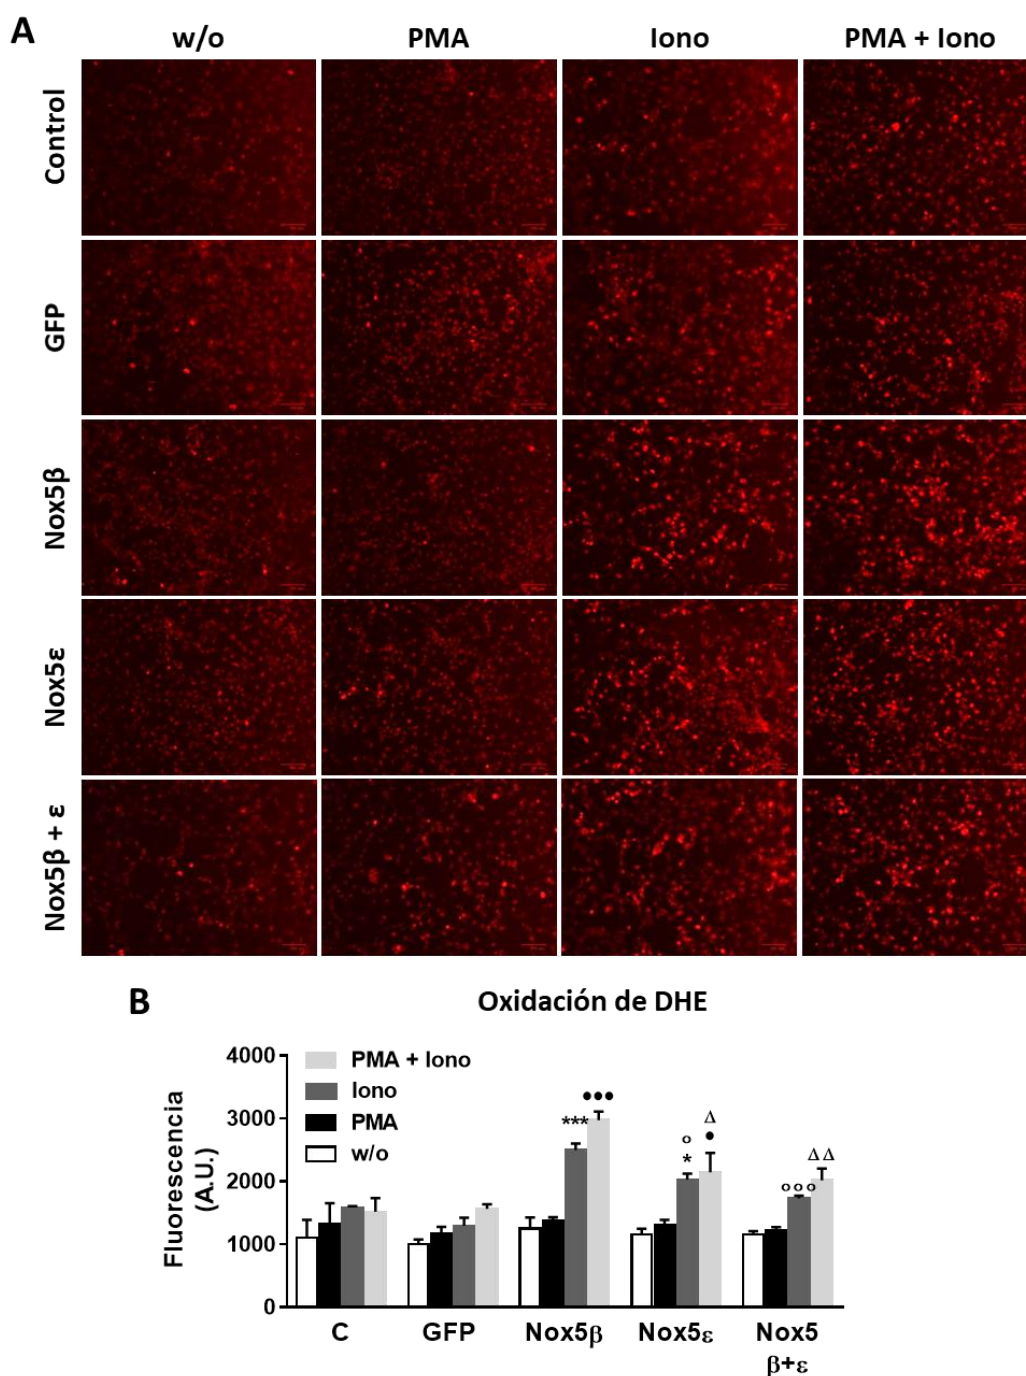 A
w/o PMA Iono PMA + Iono
Control
GFP
Nox5β
Nox5ε
Nox5β + ε
B
Oxidación de DHE
Fluorescencia
(A.U.)
4000
3000
2000
1000
0
PMA + Iono
Iono
PMA
w/o
***
•••
o
*
Δ
•
ooo
ΔΔ
C GFP Nox5β Nox5ε Nox5
β+ε